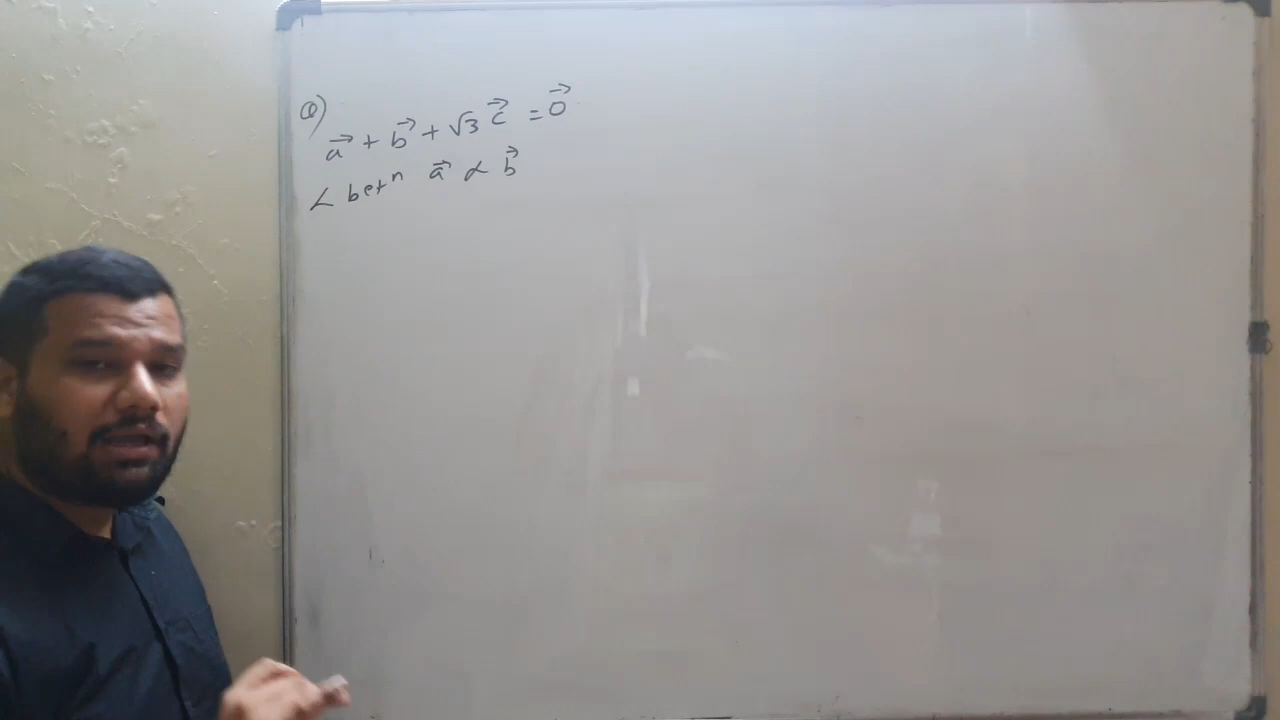 Q)
a⃗ + b⃗ + √3 c⃗ = 0⃗
∠ betⁿ a⃗ & b⃗